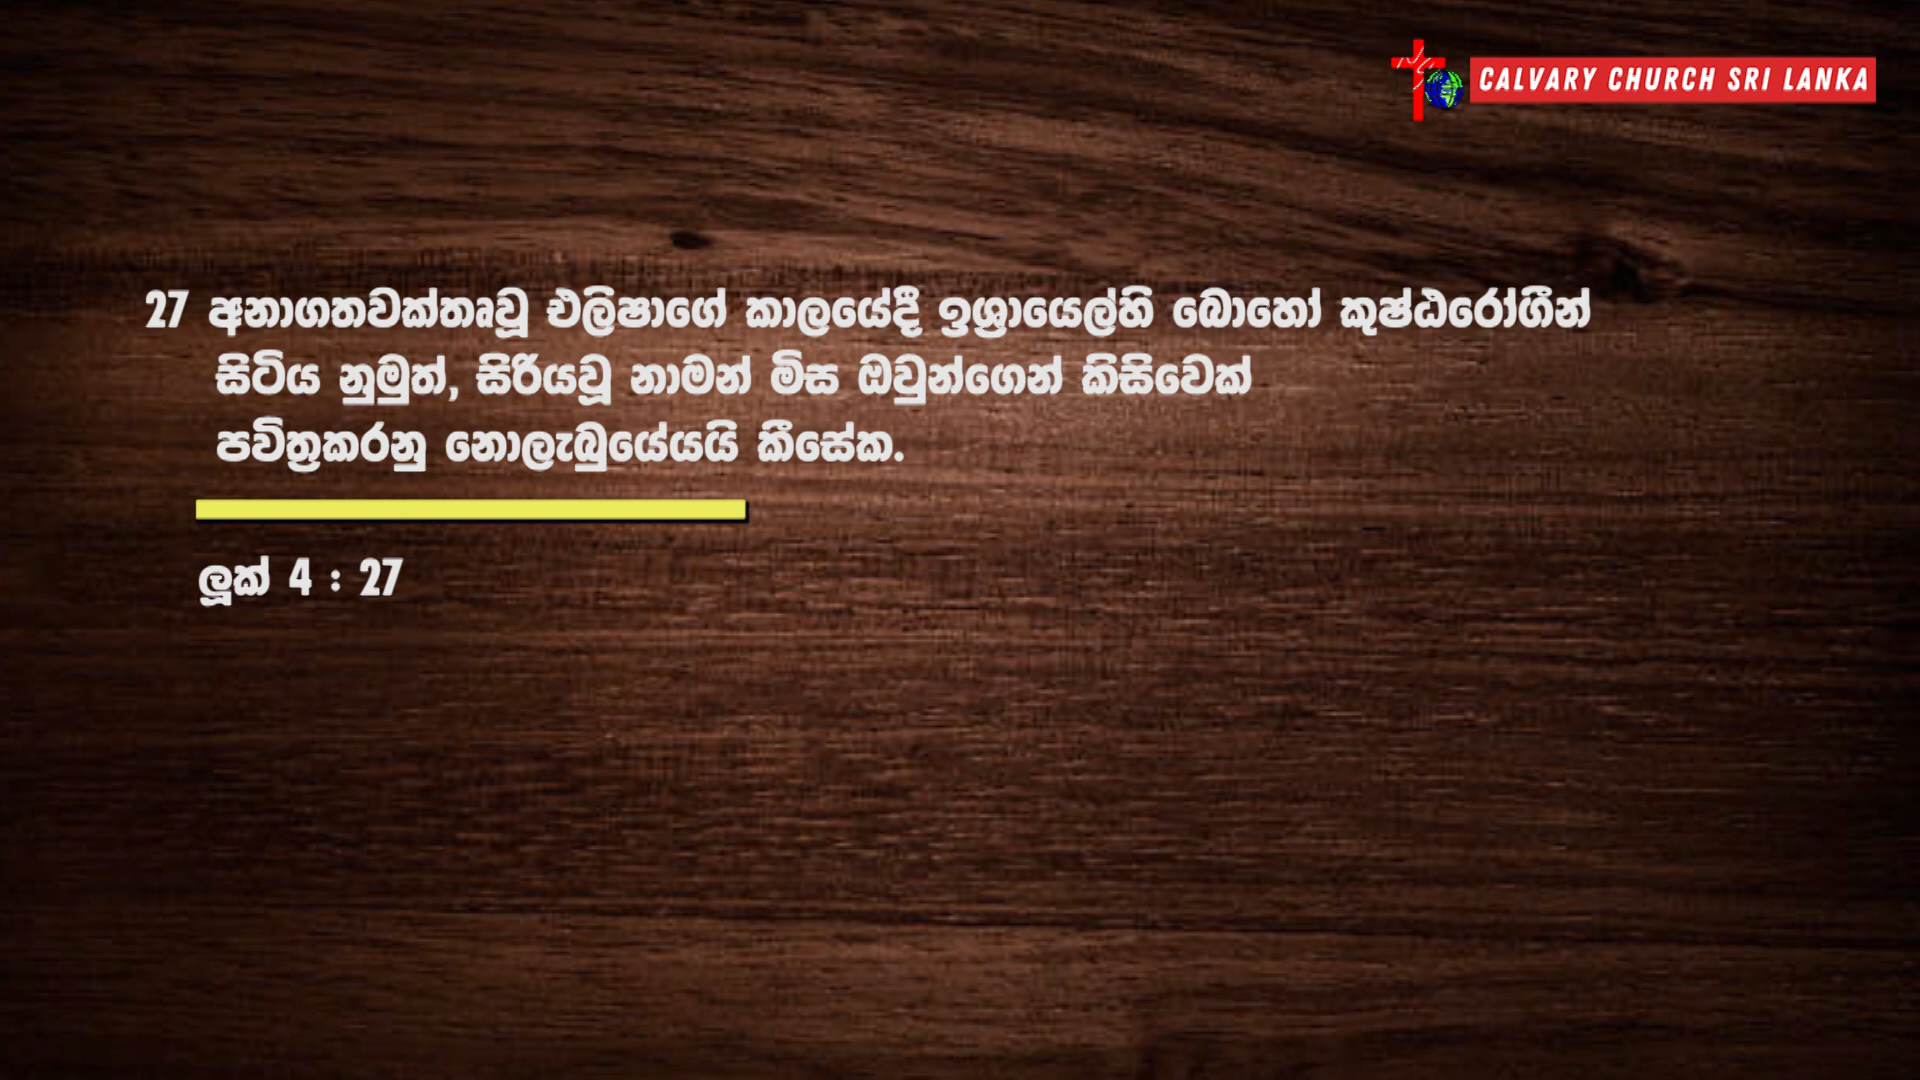 CALVARY CHURCH SRI LANKA
27 අනාගතවක්තෘවූ එලිෂාගේ කාලයේදී ඉශ්‍රායෙල්හි බොහෝ කුෂ්ඨරෝගීන්
සිටිය නුමුත්, සිරියවූ නාමන් මිස ඔවුන්ගෙන් කිසිවෙක්
පවිත්‍රකරනු නොලැබුයේයයි කීසේක.
ලූක් 4 : 27